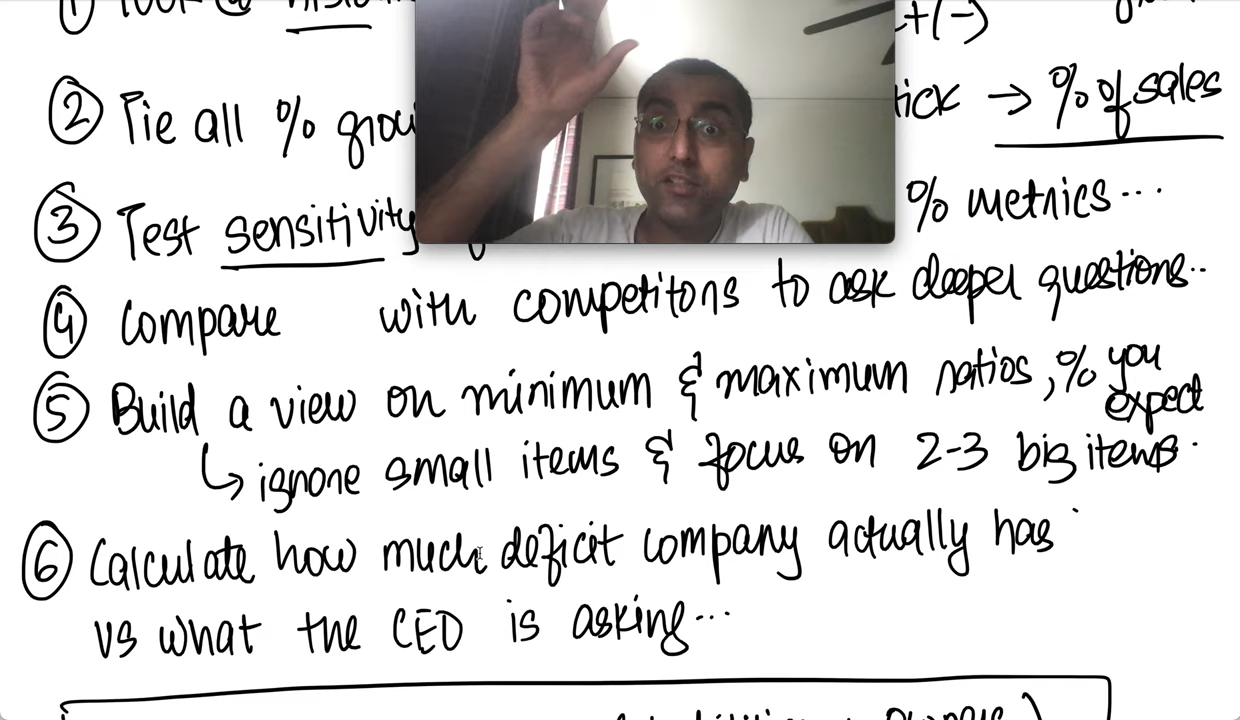 ① Look @
+(-)
② Tie all % grow
tick → % of sales
③ Test sensitivity
% metrics...
④ Compare with competitors to ask deeper questions..
⑤ Build a view on minimum & maximum ratios, % you expect
↳ ignore small items & focus on 2-3 big items.
⑥ Calculate how much deficit company actually has
vs what the CEO is asking...